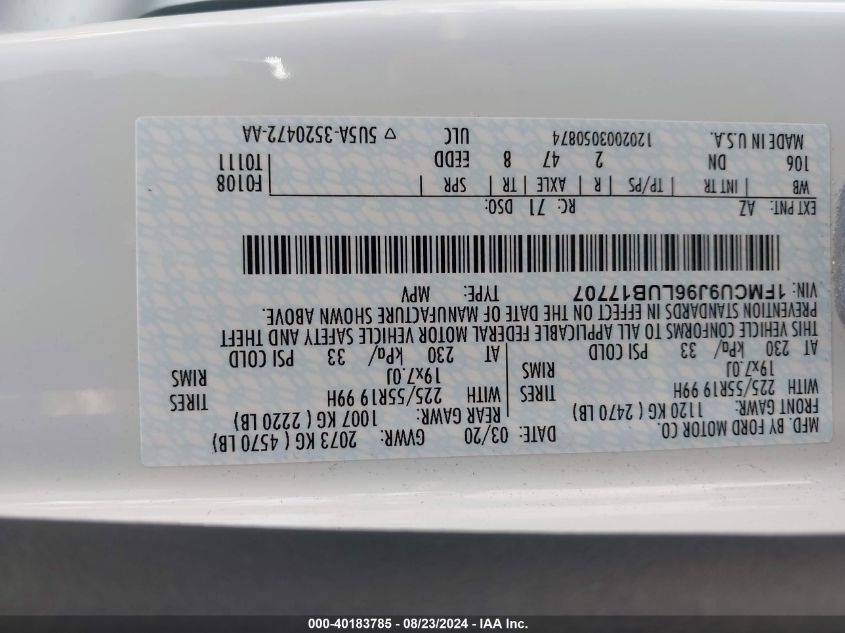 MFD. BY FORD MOTOR CO.
DATE: 03/20 GVWR: 2073 KG ( 4570 LB)
FRONT GAWR: 1120 KG ( 2470 LB) REAR GAWR: 1007 KG ( 2220 LB)
WITH 225/55R19 99H TIRES WITH 225/55R19 99H TIRES
19x7.0J RIMS 19x7.0J RIMS
AT 230 kPa/ 33 PSI COLD AT 230 kPa/ 33 PSI COLD
THIS VEHICLE CONFORMS TO ALL APPLICABLE FEDERAL MOTOR VEHICLE SAFETY AND THEFT
PREVENTION STANDARDS IN EFFECT ON THE DATE OF MANUFACTURE SHOWN ABOVE.
VIN: 1FMCU9J96LUB17707 TYPE: MPV
EXT PNT: AZ RC: 71 DSO:
WB INT TR TP/PS R AXLE TR SPR F0108
106 DN 2 47 8 EEDD T0111
MADE IN U.S.A. 120200305087​4 ULC 5U5A-3520472-AA
000-40183785 - 08/23/2024 - IAA Inc.